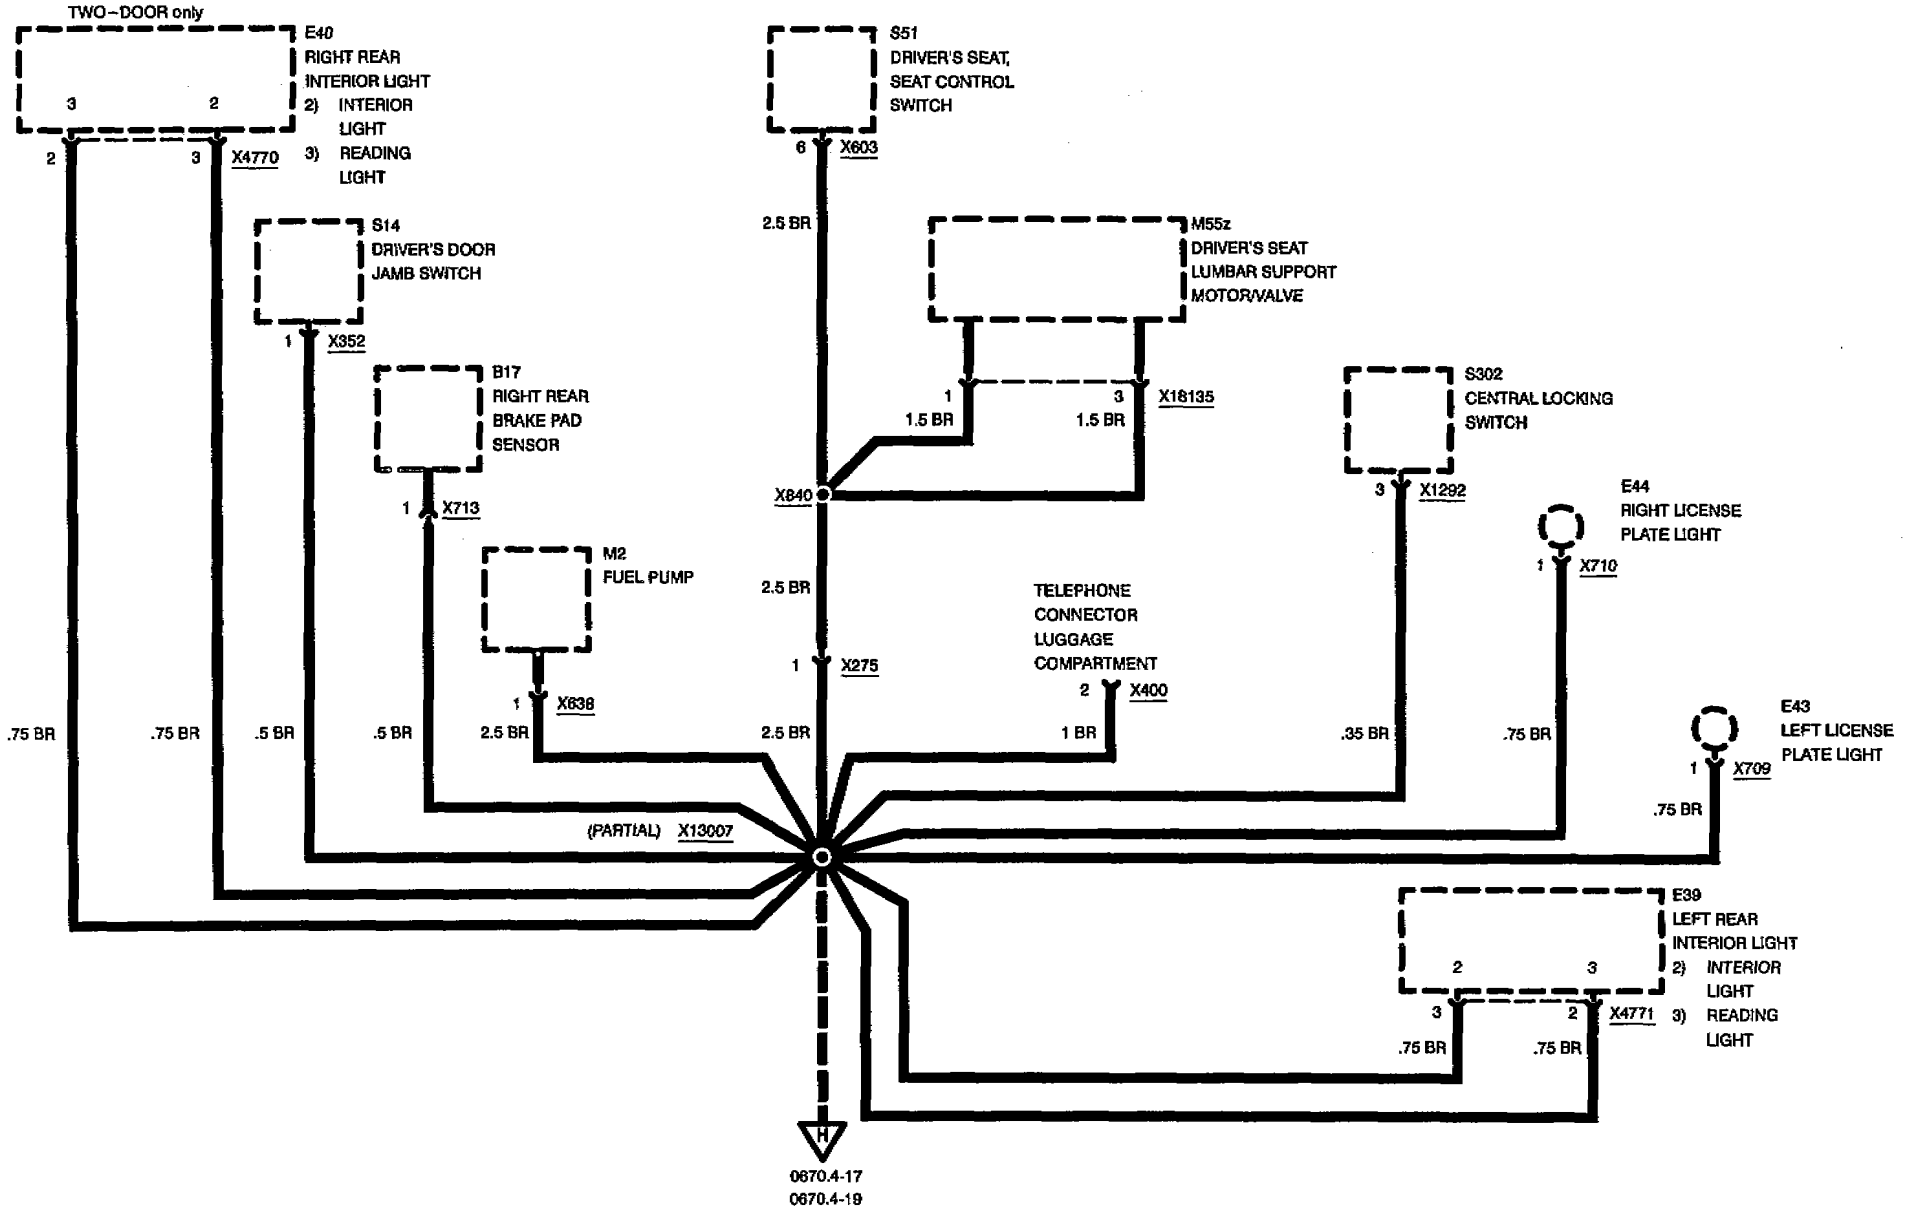 TWO-DOOR only
E40
RIGHT REAR
INTERIOR LIGHT
2) INTERIOR
LIGHT
3) READING
LIGHT
3 2
2 3 X4770
S51
DRIVER'S SEAT,
SEAT CONTROL
SWITCH
6 X603
2.5 BR
S14
DRIVER'S DOOR
JAMB SWITCH
1 X352
M55z
DRIVER'S SEAT
LUMBAR SUPPORT
MOTOR/VALVE
1 3 X18135
1.5 BR 1.5 BR
B17
RIGHT REAR
BRAKE PAD
SENSOR
1 X713
X840
S302
CENTRAL LOCKING
SWITCH
3 X1292
E44
RIGHT LICENSE
PLATE LIGHT
1 X710
M2
FUEL PUMP
1 X638
2.5 BR
1 X275
TELEPHONE
CONNECTOR
LUGGAGE
COMPARTMENT
2 X400
E43
LEFT LICENSE
PLATE LIGHT
1 X709
.75 BR
.75 BR .75 BR .5 BR .5 BR 2.5 BR 2.5 BR 1 BR .35 BR .75 BR
(PARTIAL) X13007
E39
LEFT REAR
INTERIOR LIGHT
2) INTERIOR
LIGHT
3) READING
LIGHT
2 3
3 2 X4771
.75 BR .75 BR
H
0670.4-17
0670.4-19